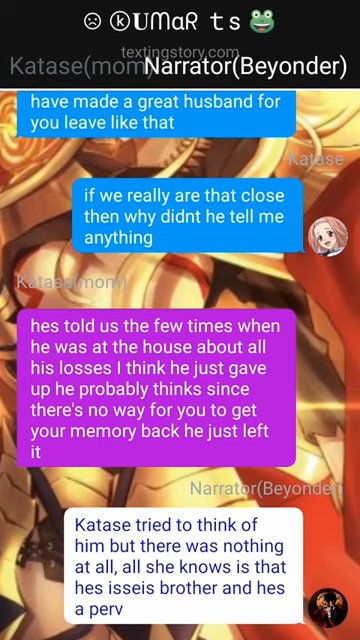 ☹ ⓚ𝐔ᗰᗩᖇ ꓄ꌗ 🐸
textingstory.com
Katase(mom)
Narrator(Beyonder)
have made a great husband for
you leave like that
Katase
if we really are that close
then why didnt he tell me
anything
Katase(mom)
hes told us the few times when
he was at the house about all
his losses I think he just gave
up he probably thinks since
there's no way for you to get
your memory back he just left
it
Narrator(Beyonder)
Katase tried to think of
him but there was nothing
at all, all she knows is that
hes isseis brother and hes
a perv